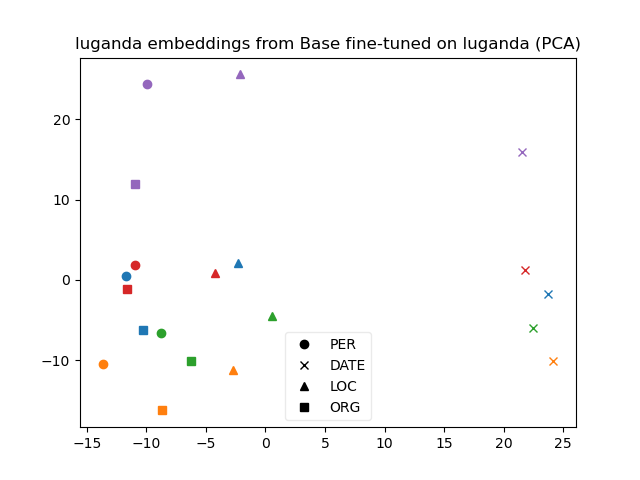 luganda embeddings from Base fine-tuned on luganda (PCA)
20
10
0
−10
PER
DATE
LOC
ORG
−15 −10 −5 0 5 10 15 20 25